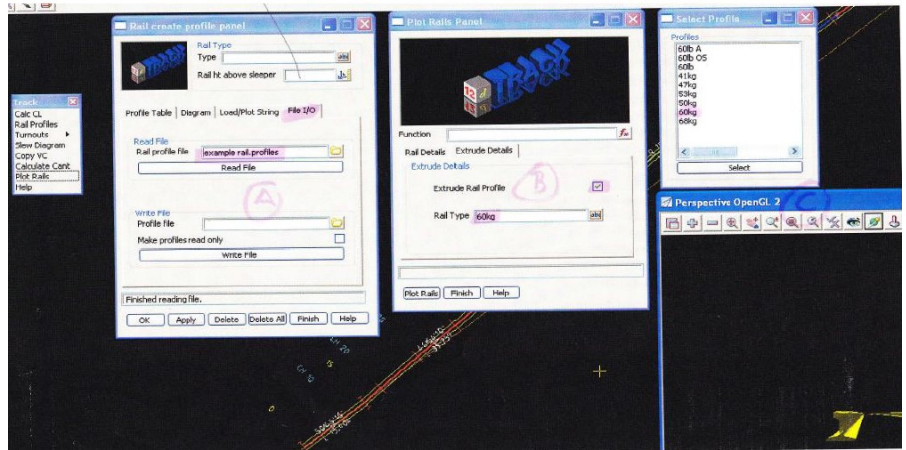 Track
Calc CL
Rail Profiles
Turnouts
Slew Diagram
Copy VC
Calculate Cant
Plot Rails
Help
Rail create profile panel
TRACK
Rail Type
Type
abl
Rail ht above sleeper
Profile Table
Diagram
Load/Plot String
File I/O
Read File
Rail profile file
example rail.profiles
Read File
A
Write File
Profile file
Make profiles read only
Write File
Finished reading file.
OK
Apply
Delete
Delete All
Finish
Help
Plot Rails Panel
12 d
TRACK
Function
Rail Details
Extrude Details
Extrude Details
Extrude Rail Profile
B
Rail Type
60kg
abl
Plot Rails
Finish
Help
Select Profile
Profiles
60lb A
60lb OS
60lb
41kg
47kg
53kg
50kg
60kg
68kg
Select
C
Perspective OpenGL 2